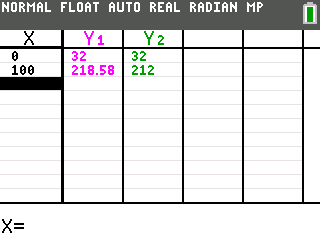 NORMAL FLOAT AUTO REAL RADIAN MP
X Y1 Y2
0 32 32
100 218.58 212
X=